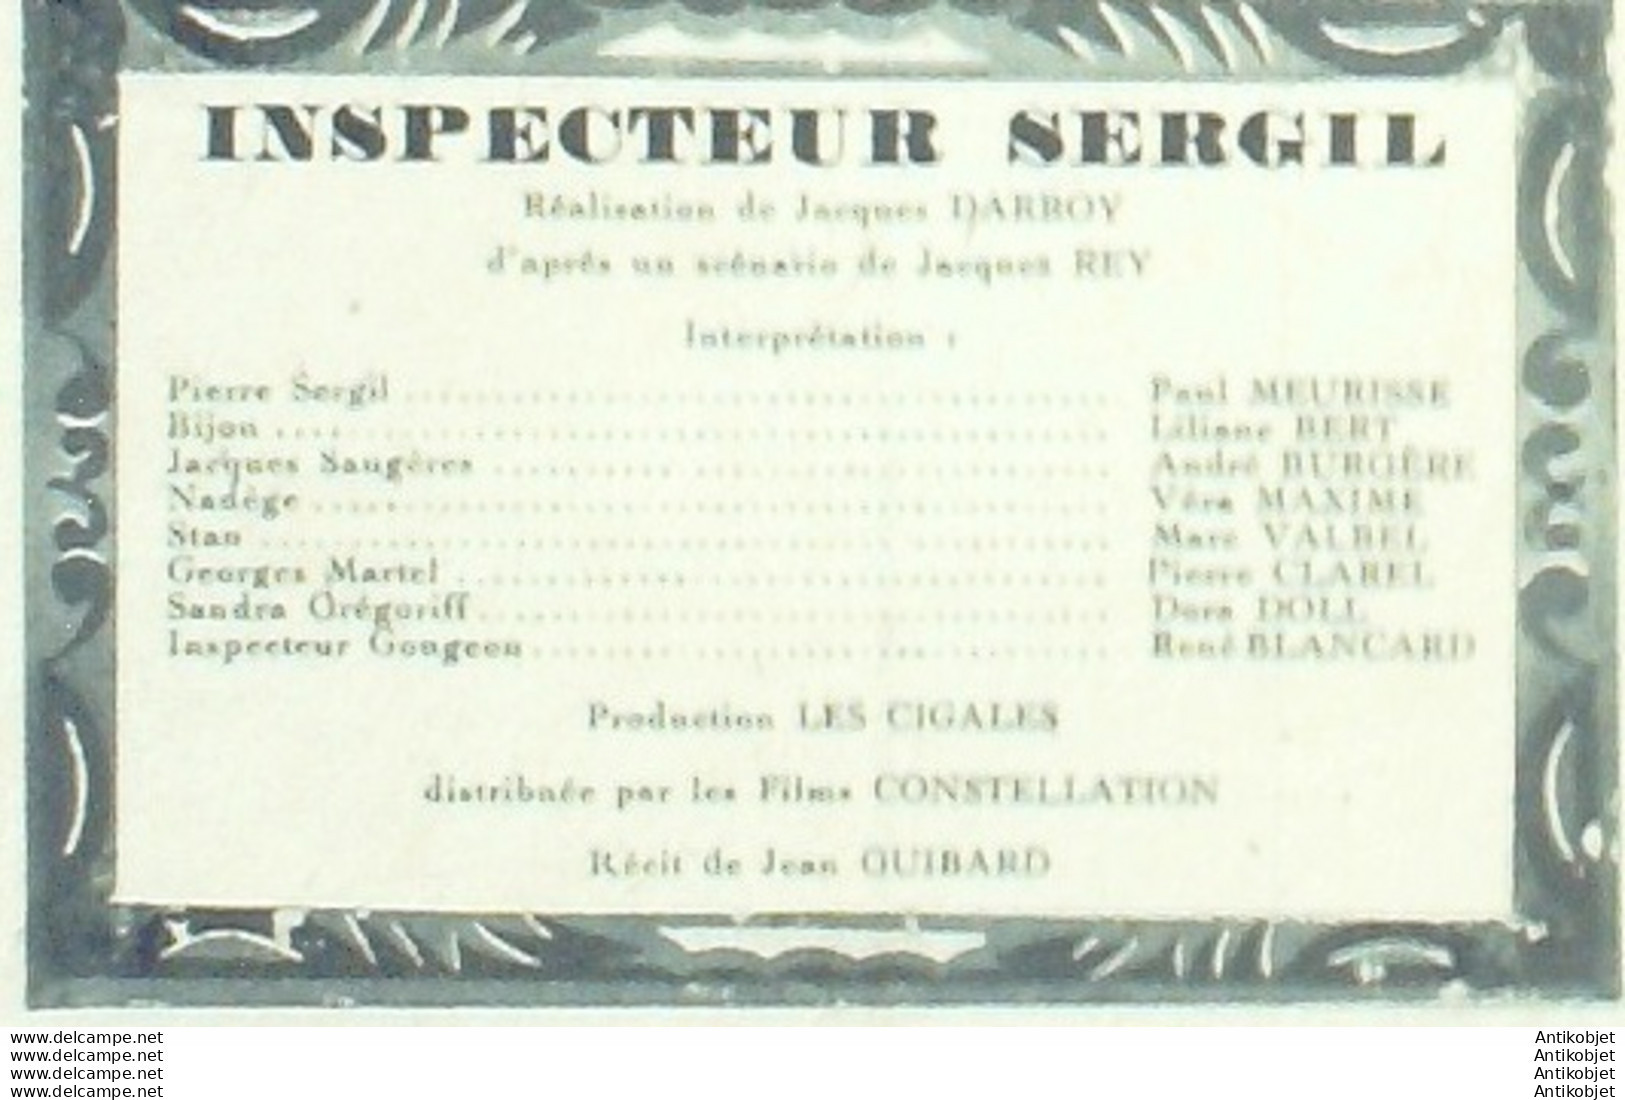 INSPECTEUR SERGIL
Réalisation de Jacques DARROY
d'après un scénario de Jacques REY
Interprétation :
Pierre Sergil ........................................ Paul MEURISSE
Bijou ........................................ Liliane BERT
Jacques Saugères ........................................ André BURGÈRE
Nadège ........................................ Véra MAXIME
Stan ........................................ Marc VALBEL
Georges Martel ........................................ Pierre CLAREL
Sandra Grégoriff ........................................ Dora DOLL
Inspecteur Gougeon ........................................ René BLANCARD
Production LES CIGALES
distribuée par les Films CONSTELLATION
Récit de Jean GUIBARD
www.delcampe.net Antikobjet
www.delcampe.net Antikobjet
www.delcampe.net Antikobjet
www.delcampe.net Antikobjet